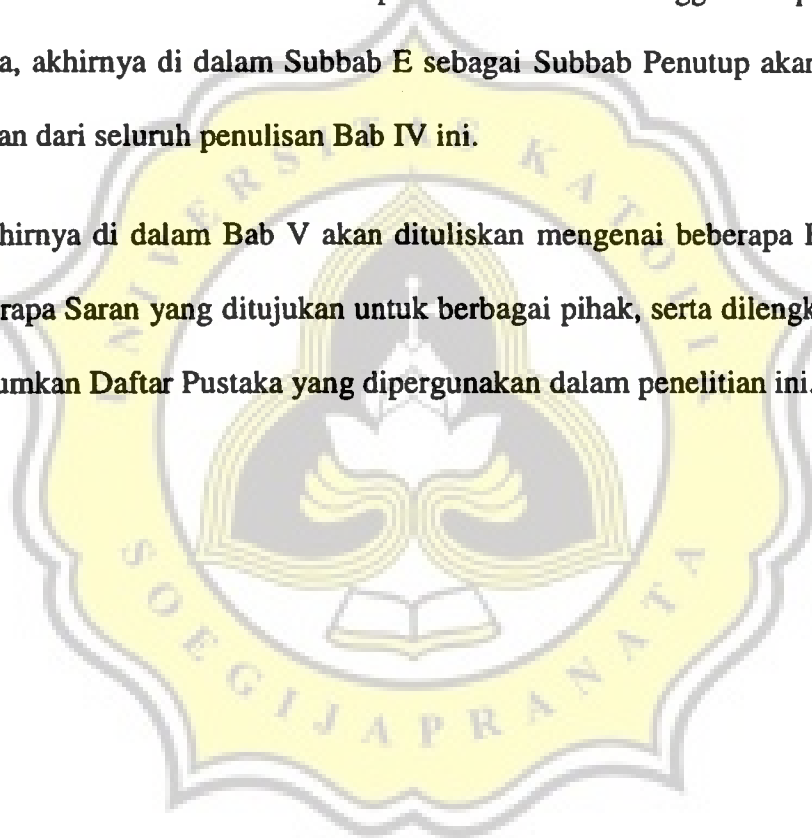 a, akhirnya di dalam Subbab E sebagai Subbab Penutup akan
an dari seluruh penulisan Bab IV ini.
hirnya di dalam Bab V akan dituliskan mengenai beberapa
rapa Saran yang ditujukan untuk berbagai pihak, serta dilengk
umkan Daftar Pustaka yang dipergunakan dalam penelitian ini.
UNIVERSITAS KATOLIK
SOEGIJAPRANATA